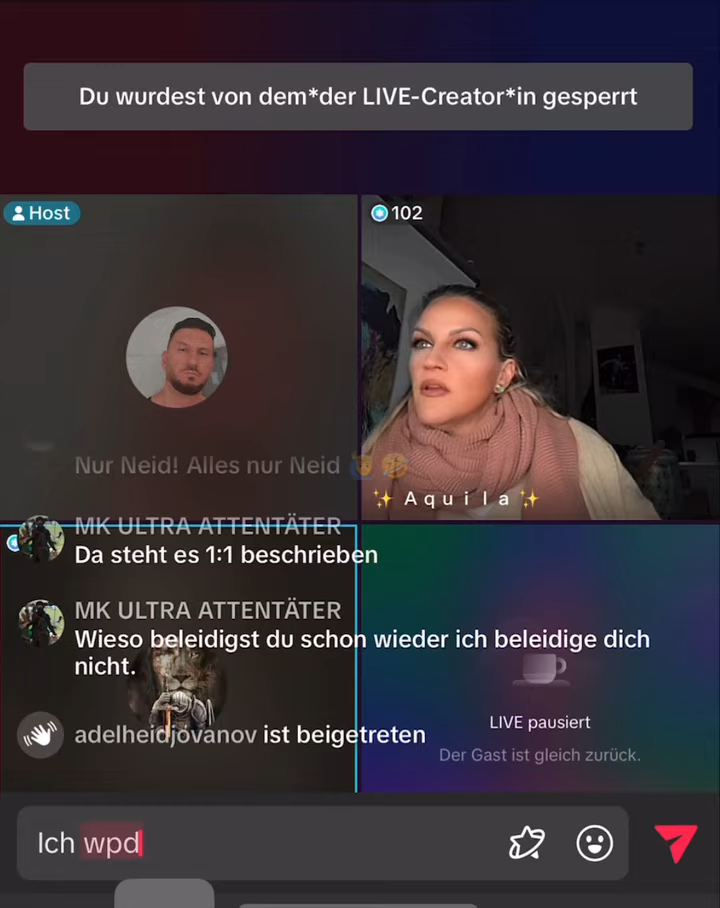 Du wurdest von dem*der LIVE-Creator*in gesperrt
Host
102
Nur Neid! Alles nur Neid
✨ A q u i l a ✨
MK ULTRA ATTENTÄTER
Da steht es 1:1 beschrieben
MK ULTRA ATTENTÄTER
Wieso beleidigst du schon wieder ich beleidige dich
nicht.
adelheidjovanov ist beigetreten
LIVE pausiert
Der Gast ist gleich zurück.
Ich wpd